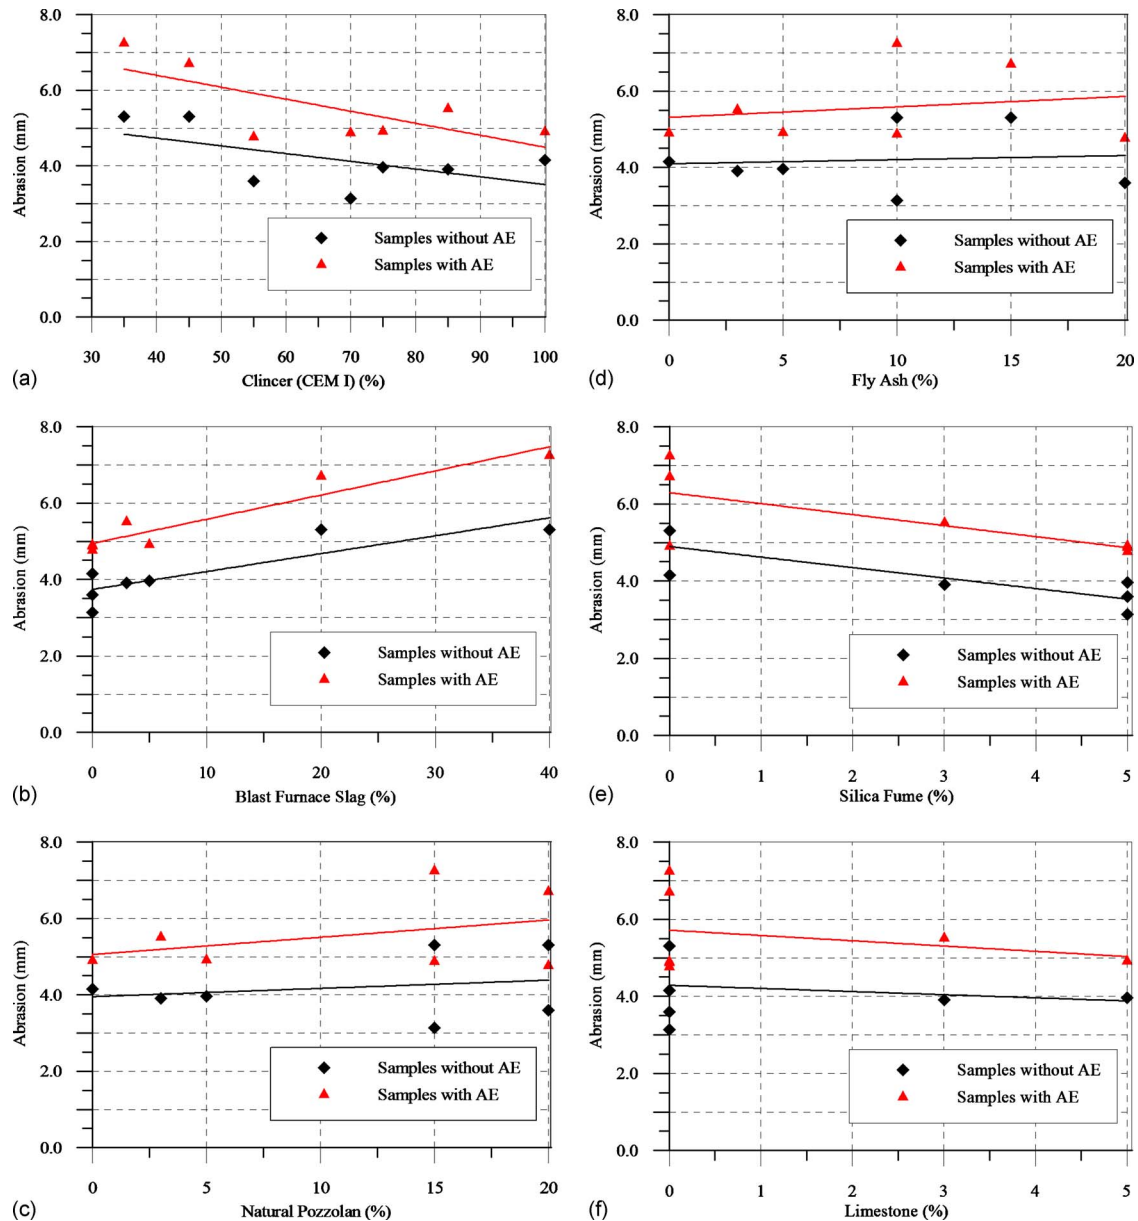 8.0
6.0
4.0
2.0
0.0
Abrasion (mm)
Samples without AE
Samples with AE
30 40 50 60 70 80 90 100
Clincer (CEM I) (%)
(a)
8.0
6.0
4.0
2.0
0.0
Abrasion (mm)
Samples without AE
Samples with AE
0 5 10 15 20
Fly Ash (%)
(d)
8.0
6.0
4.0
2.0
0.0
Abrasion (mm)
Samples without AE
Samples with AE
0 10 20 30 40
Blast Furnace Slag (%)
(b)
8.0
6.0
4.0
2.0
0.0
Abrasion (mm)
Samples without AE
Samples with AE
0 1 2 3 4 5
Silica Fume (%)
(e)
8.0
6.0
4.0
2.0
0.0
Abrasion (mm)
Samples without AE
Samples with AE
0 5 10 15 20
Natural Pozzolan (%)
(c)
8.0
6.0
4.0
2.0
0.0
Abrasion (mm)
Samples without AE
Samples with AE
0 1 2 3 4 5
Limestone (%)
(f)